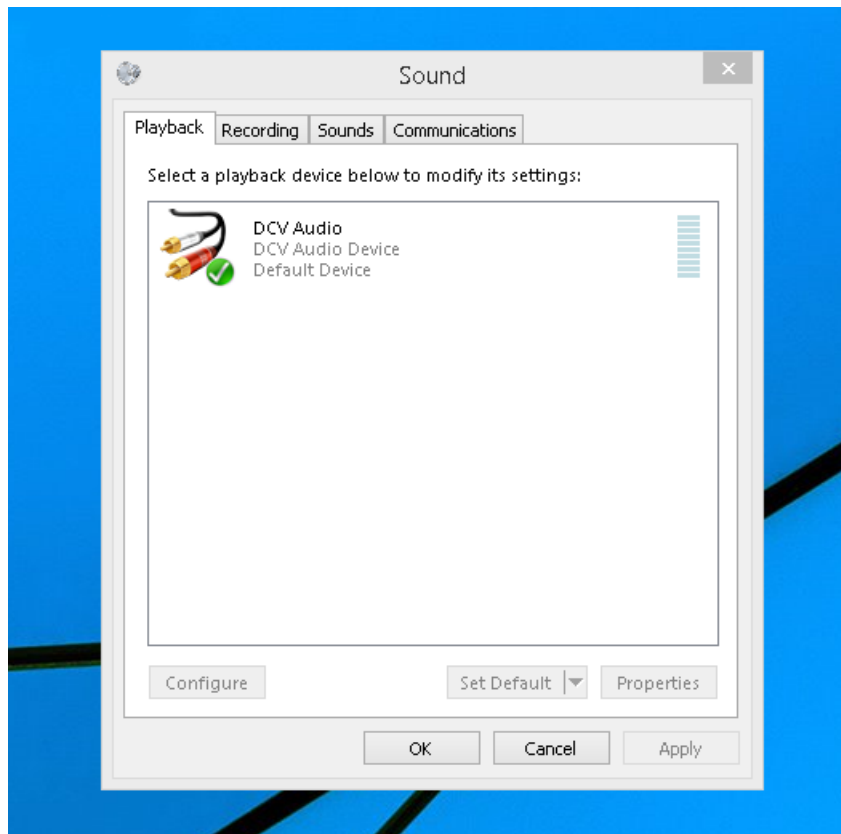 Sound
Playback Recording Sounds Communications
Select a playback device below to modify its settings:
DCV Audio
DCV Audio Device
Default Device
Configure Set Default Properties
OK Cancel Apply